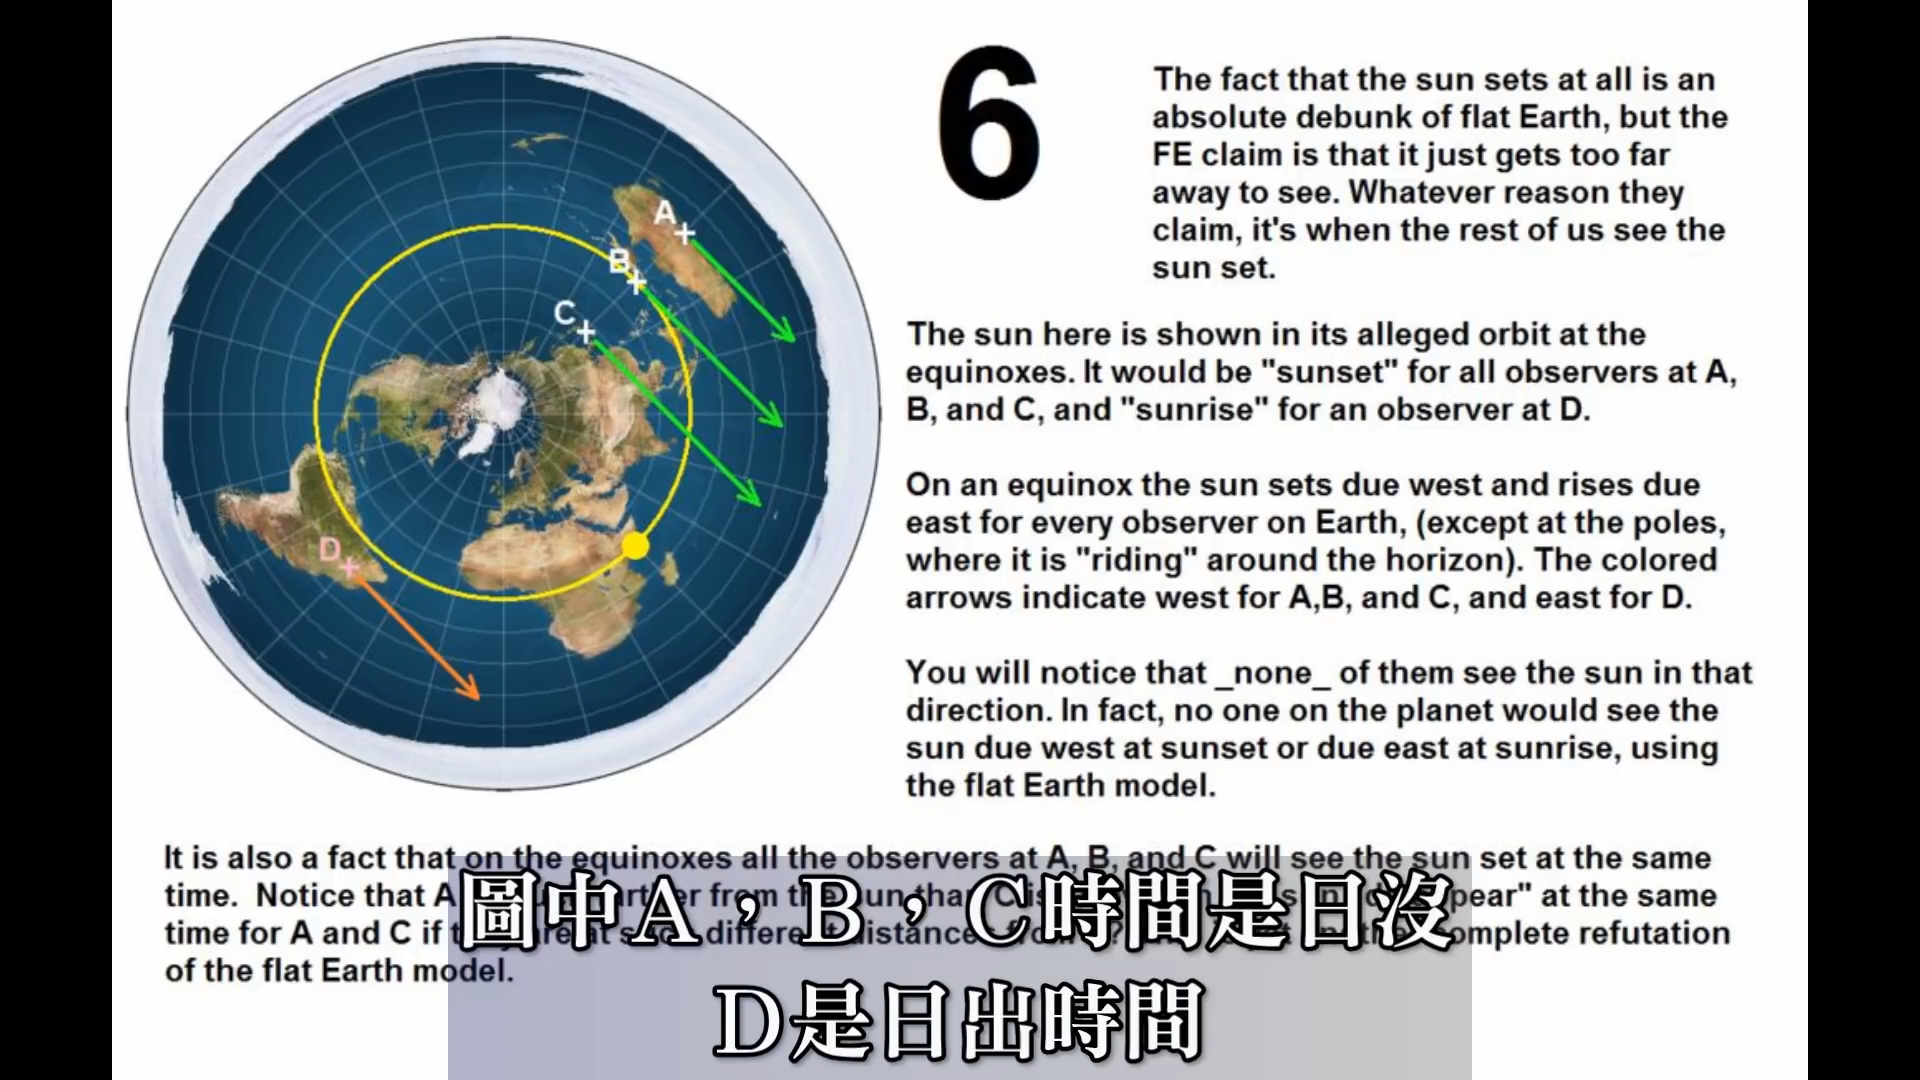 6
The fact that the sun sets at all is an
absolute debunk of flat Earth, but the
FE claim is that it just gets too far
away to see. Whatever reason they
claim, it's when the rest of us see the
sun set.
A
B
C
D
The sun here is shown in its alleged orbit at the
equinoxes. It would be "sunset" for all observers at A,
B, and C, and "sunrise" for an observer at D.
On an equinox the sun sets due west and rises due
east for every observer on Earth, (except at the poles,
where it is "riding" around the horizon). The colored
arrows indicate west for A,B, and C, and east for D.
You will notice that _none_ of them see the sun in that
direction. In fact, no one on the planet would see the
sun due west at sunset or due east at sunrise, using
the flat Earth model.
It is also a fact that on the equinoxes all the observers at A, B, and C will see the sun set at the same
time. Notice that A from the sun than C at the same
time for A and C if different distances complete refutation
of the flat Earth model.
圖中A，B，C時間是日沒
D是日出時間